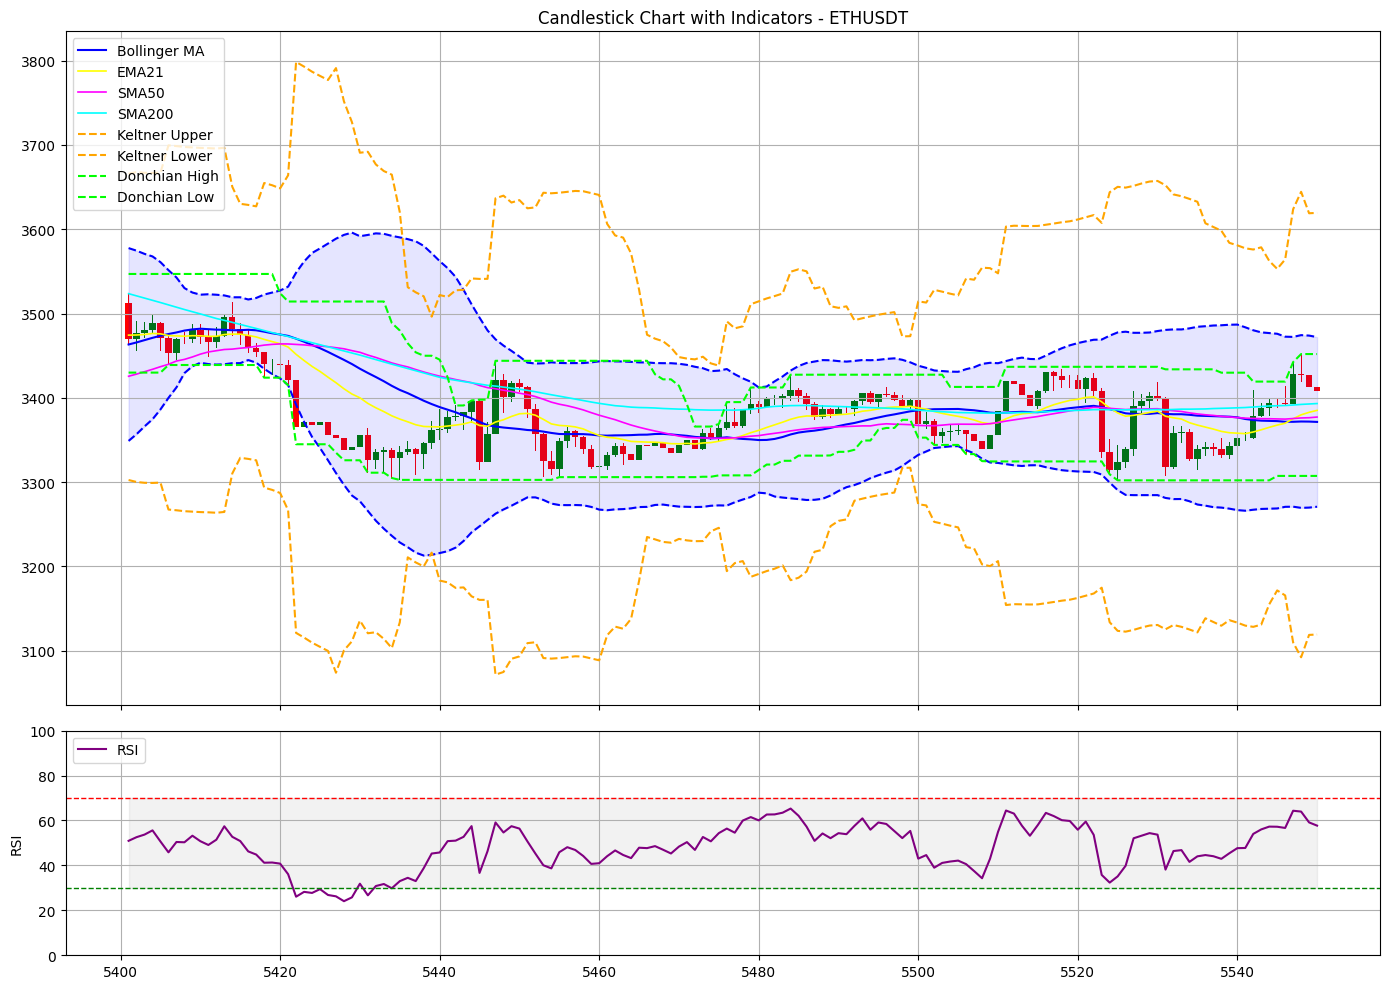 Candlestick Chart with Indicators - ETHUSDT
Bollinger MA
EMA21
SMA50
SMA200
Keltner Upper
Keltner Lower
Donchian High
Donchian Low
3800
3700
3600
3500
3400
3300
3200
3100
RSI
100
80
60
40
20
0
RSI
5400 5420 5440 5460 5480 5500 5520 5540